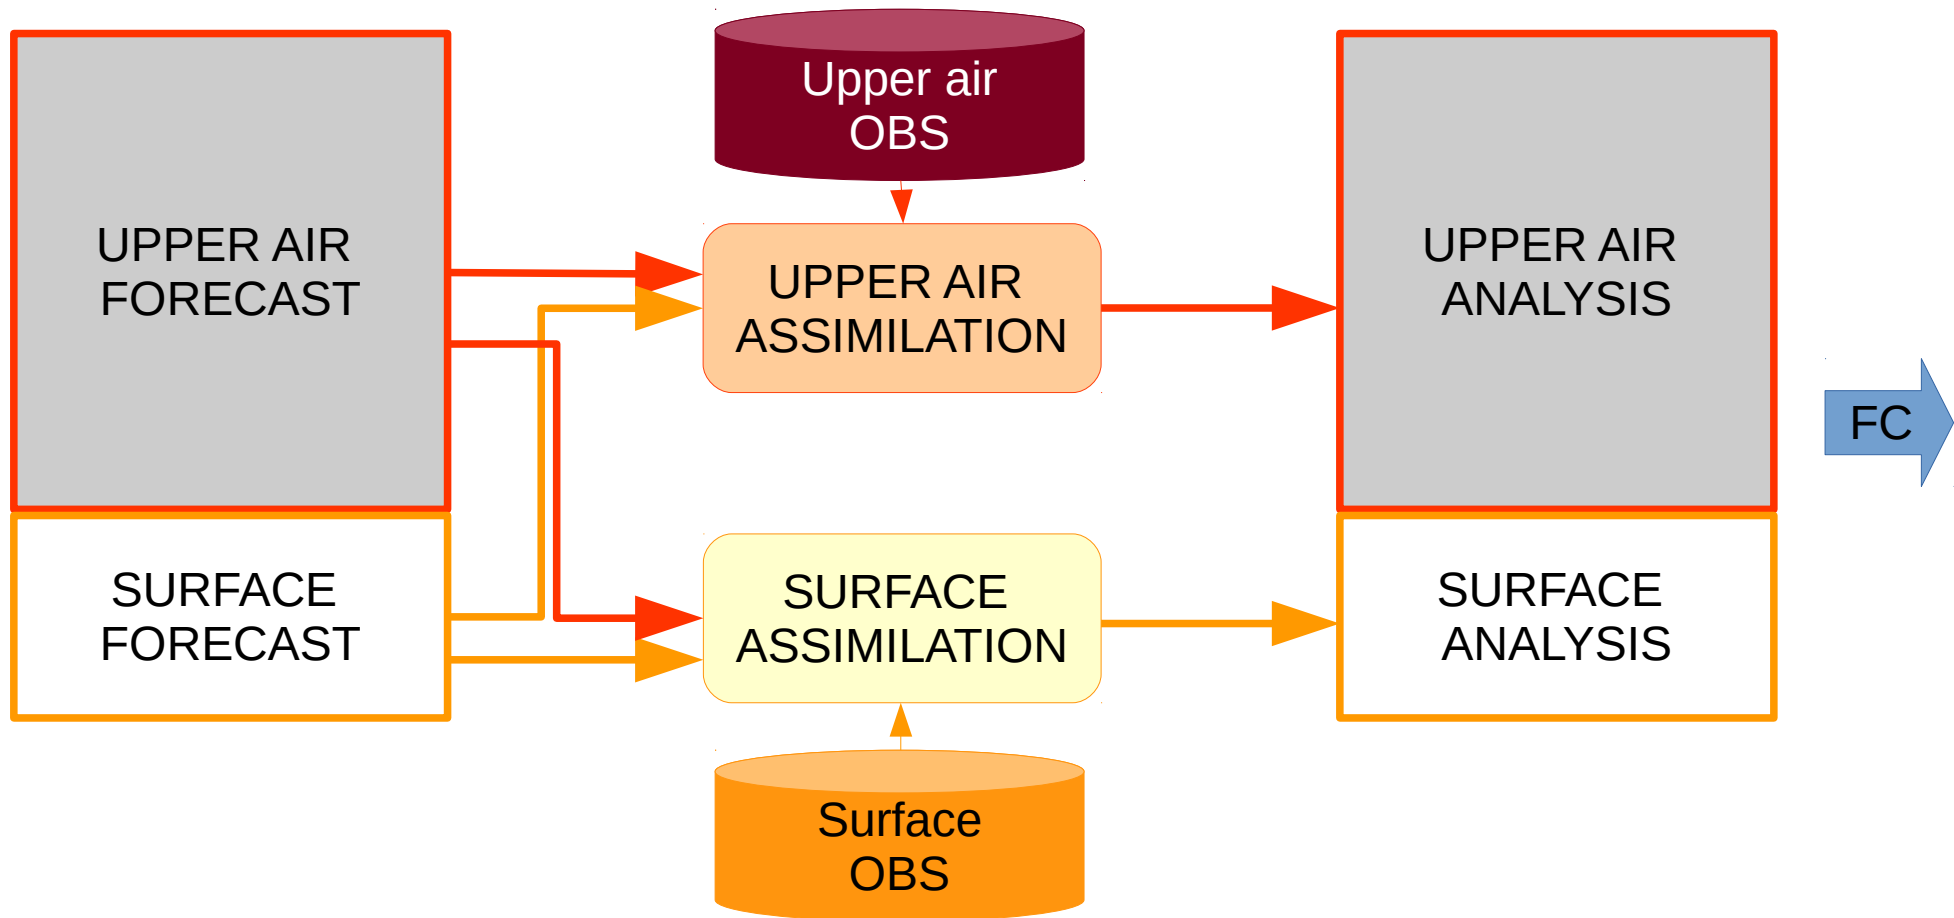 Upper air
OBS
UPPER AIR
FORECAST
UPPER AIR
ASSIMILATION
UPPER AIR
ANALYSIS
FC
SURFACE
FORECAST
SURFACE
ASSIMILATION
SURFACE
ANALYSIS
Surface
OBS